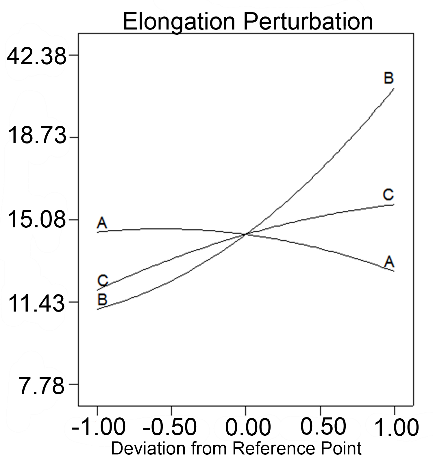 Elongation Perturbation
42.38
B
18.73
C
15.08
A
A
C
11.43
B
7.78
-1.00 -0.50 0.00 0.50 1.00
Deviation from Reference Point